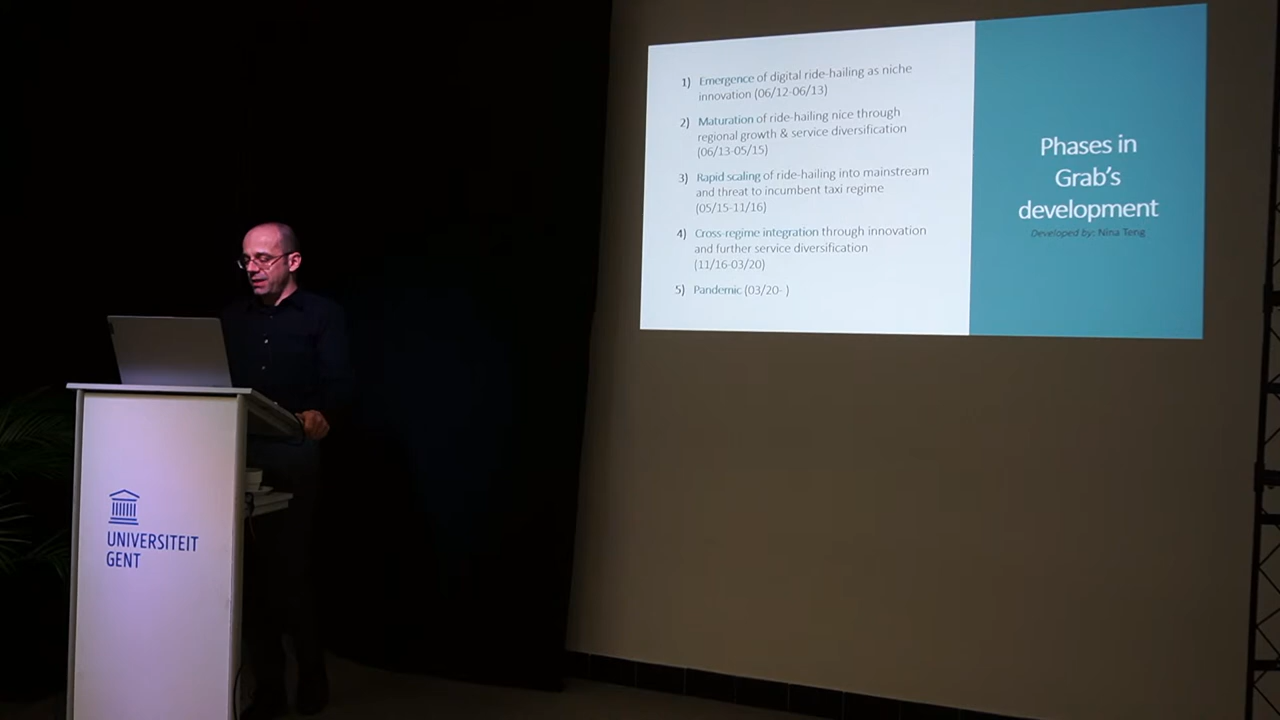 1) Emergence of digital ride-hailing as niche
innovation (06/12-06/13)
2) Maturation of ride-hailing nice through
regional growth & service diversification
(06/13-05/15)
3) Rapid scaling of ride-hailing into mainstream
and threat to incumbent taxi regime
(05/15-11/16)
4) Cross-regime integration through innovation
and further service diversification
(11/16-03/20)
5) Pandemic (03/20- )
Phases in
Grab's
development
Developed by: Nina Teng
UNIVERSITEIT
GENT